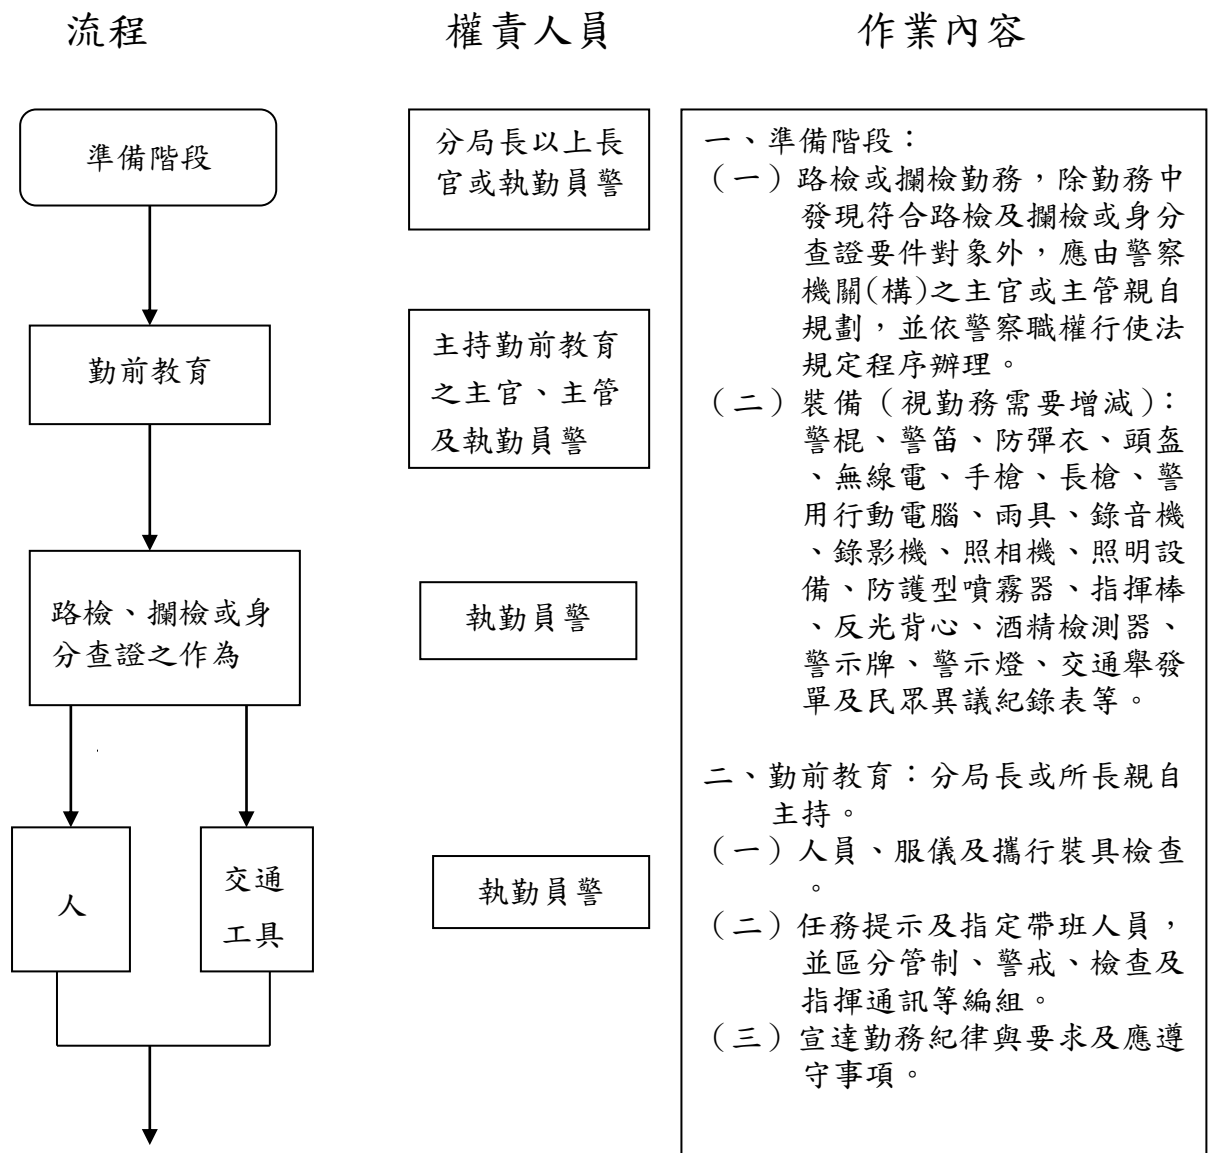 流程
權責人員
作業內容
準備階段
分局長以上長
官或執勤員警
勤前教育
主持勤前教育
之主官、主管
及執勤員警
路檢、攔檢或身
分查證之作為
執勤員警
人
交通
工具
執勤員警
一、準備階段：
（一）路檢或攔檢勤務，除勤務中
發現符合路檢及攔檢或身分
查證要件對象外，應由警察
機關(構)之主官或主管親自
規劃，並依警察職權行使法
規定程序辦理。
（二）裝備（視勤務需要增減）：
警棍、警笛、防彈衣、頭盔
、無線電、手槍、長槍、警
用行動電腦、雨具、錄音機
、錄影機、照相機、照明設
備、防護型噴霧器、指揮棒
、反光背心、酒精檢測器、
警示牌、警示燈、交通舉發
單及民眾異議紀錄表等。
二、勤前教育：分局長或所長親自
主持。
（一）人員、服儀及攜行裝具檢查
。
（二）任務提示及指定帶班人員，
並區分管制、警戒、檢查及
指揮通訊等編組。
（三）宣達勤務紀律與要求及應遵
守事項。